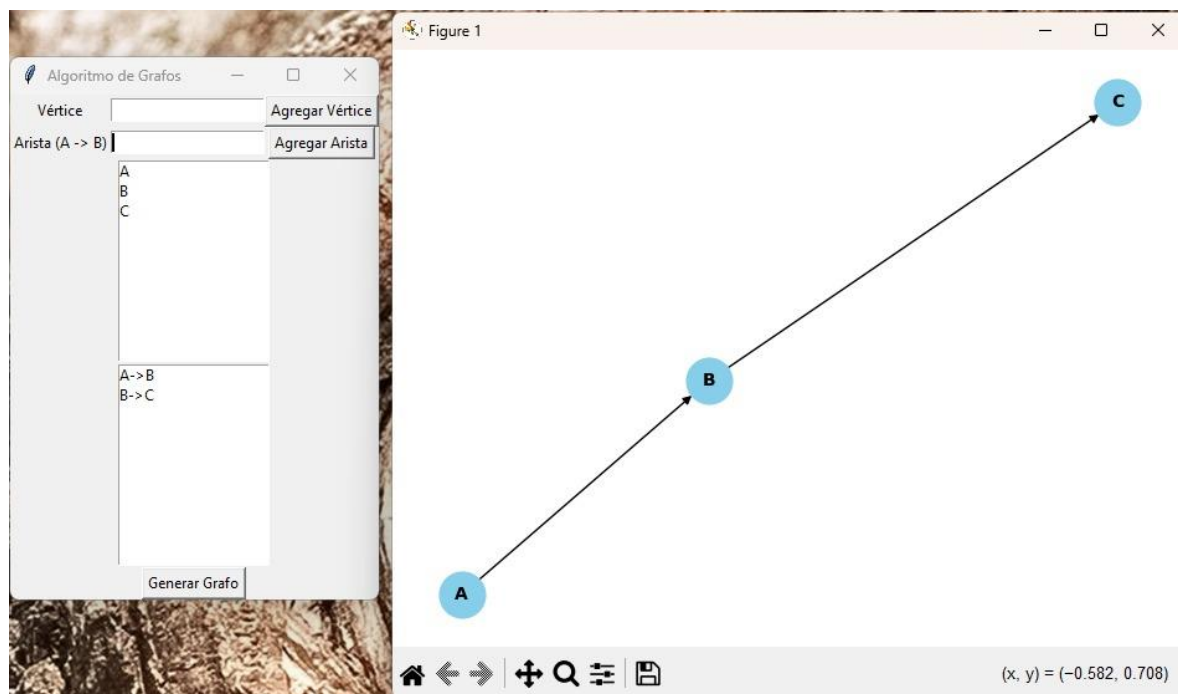 Algoritmo de Grafos
Vértice
Agregar Vértice
Arista (A -> B)
Agregar Arista
A
B
C
A->B
B->C
Generar Grafo
Figure 1
C
B
A
(x, y) = (−0.582, 0.708)